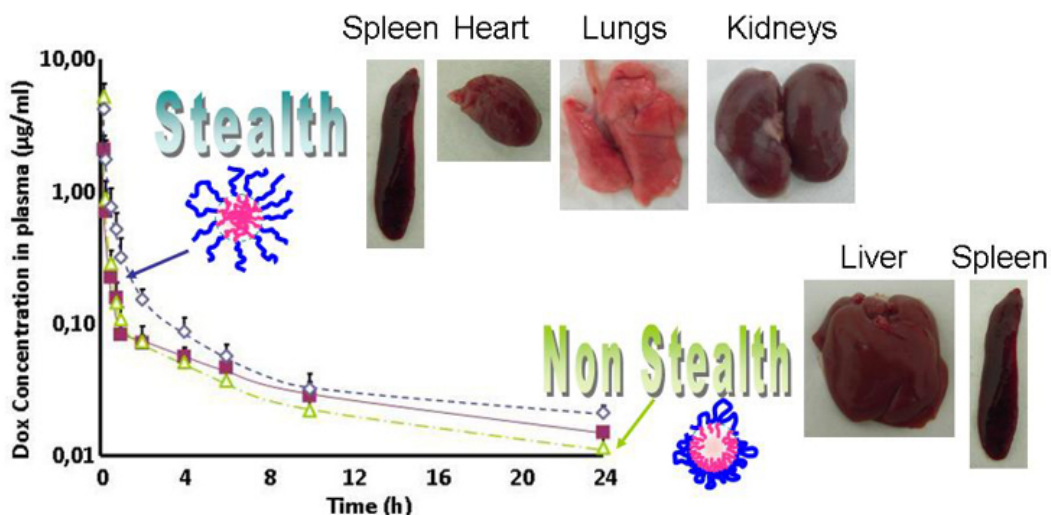 Spleen Heart Lungs Kidneys
10,00
Stealth
1,00
Dox Concentration in plasma (µg/ml)
Liver Spleen
0,10
Non Stealth
0,01
0 4 8 12 16 20 24
Time (h)